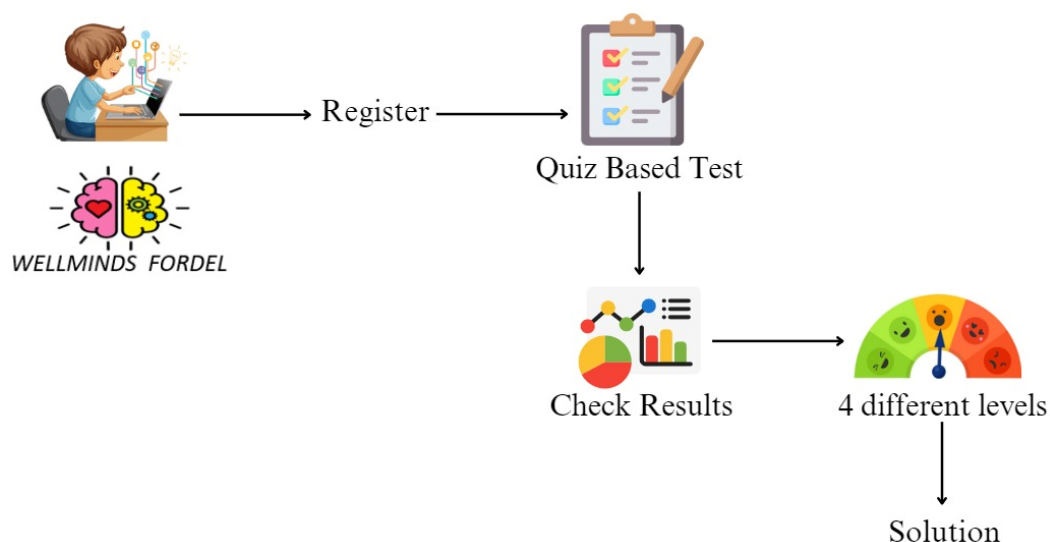 Register
Quiz Based Test
WELLMINDS FORDEL
Check Results
4 different levels
Solution